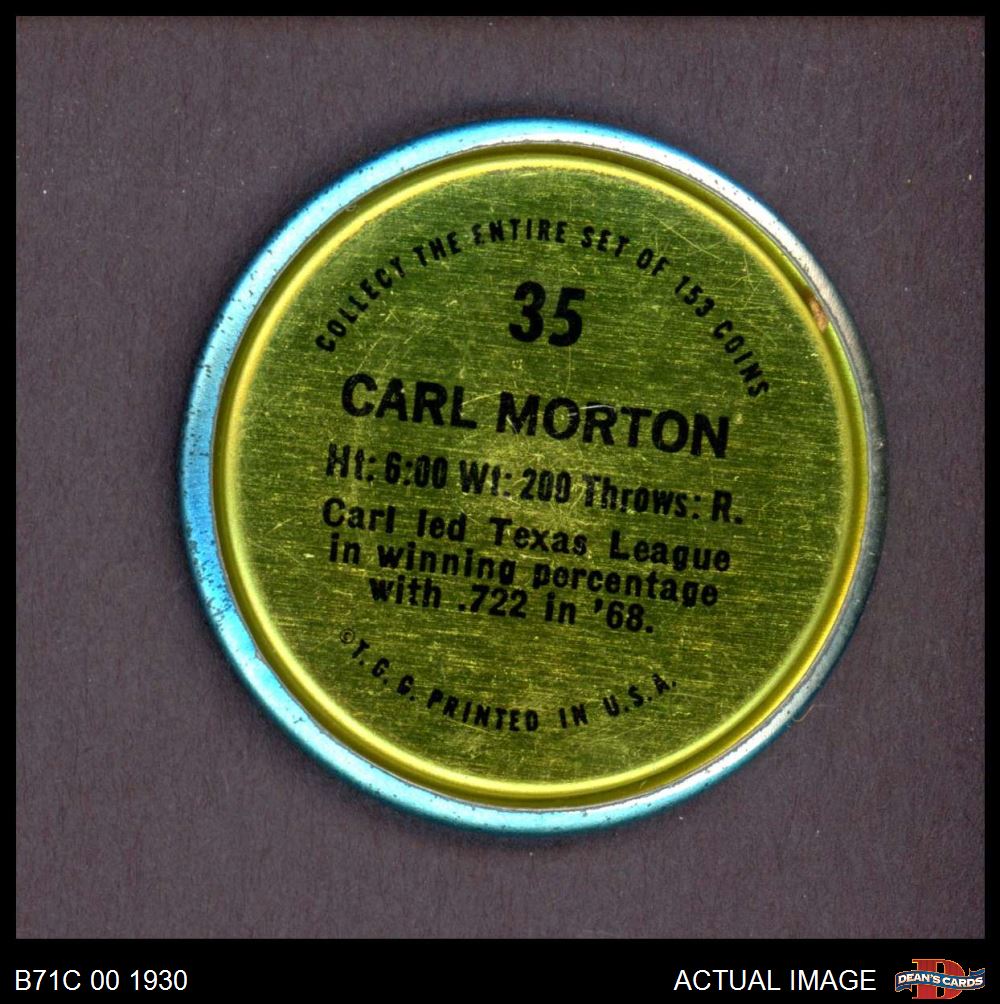 COLLECT THE ENTIRE SET OF 153 COINS
35
CARL MORTON
Ht: 6:00 Wt: 200 Throws: R.
Carl led Texas League
in winning percentage
with .722 in '68.
©T.C.G. PRINTED IN U.S.A.
B71C 00 1930
ACTUAL IMAGE
DEAN'S CARDS